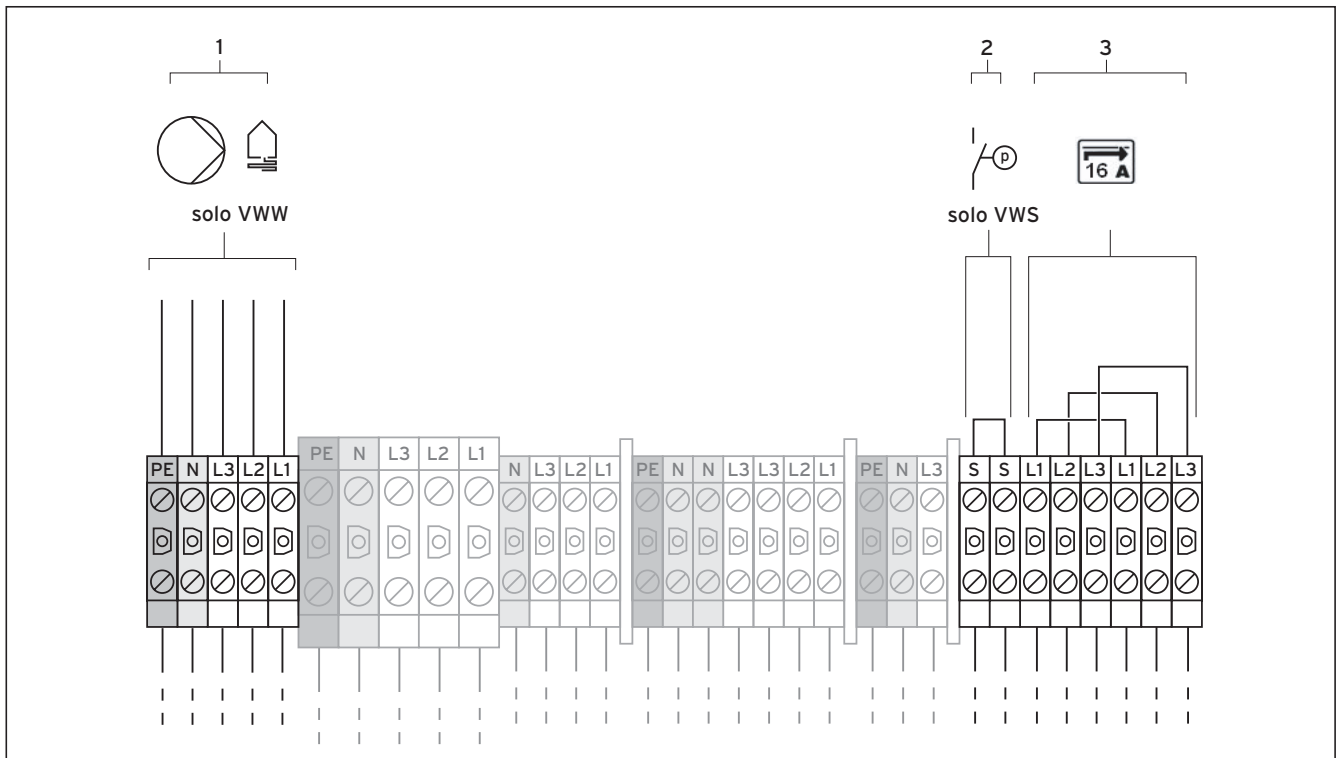 1 2 3
p
16 A
solo VWW solo VWS
PE N L3 L2 L1 PE N L3 L2 L1 N L3 L2 L1 PE N N L3 L3 L2 L1 PE N L3 S S L1 L2 L3 L1 L2 L3